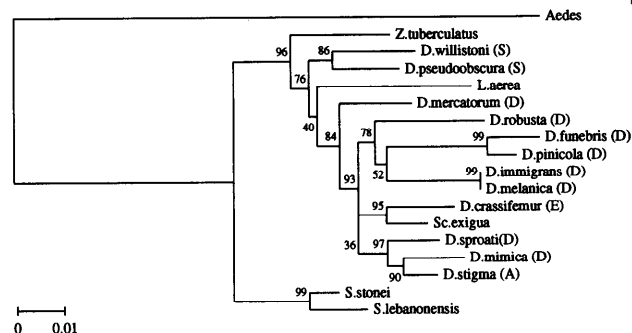 Aedes
Z.tuberculatus
96
86
D.willistoni (S)
76
D.pseudoobscura (S)
L.aerea
40
D.mercatorum (D)
84
78
D.robusta (D)
99
D.funebris (D)
D.pinicola (D)
52
99
D.immigrans (D)
93
D.melanica (D)
95
D.crassifemur (E)
Sc.exigua
36
97
D.sproati(D)
D.mimica (D)
90
D.stigma (A)
99
S.stonei
S.lebanonensis
0 0.01